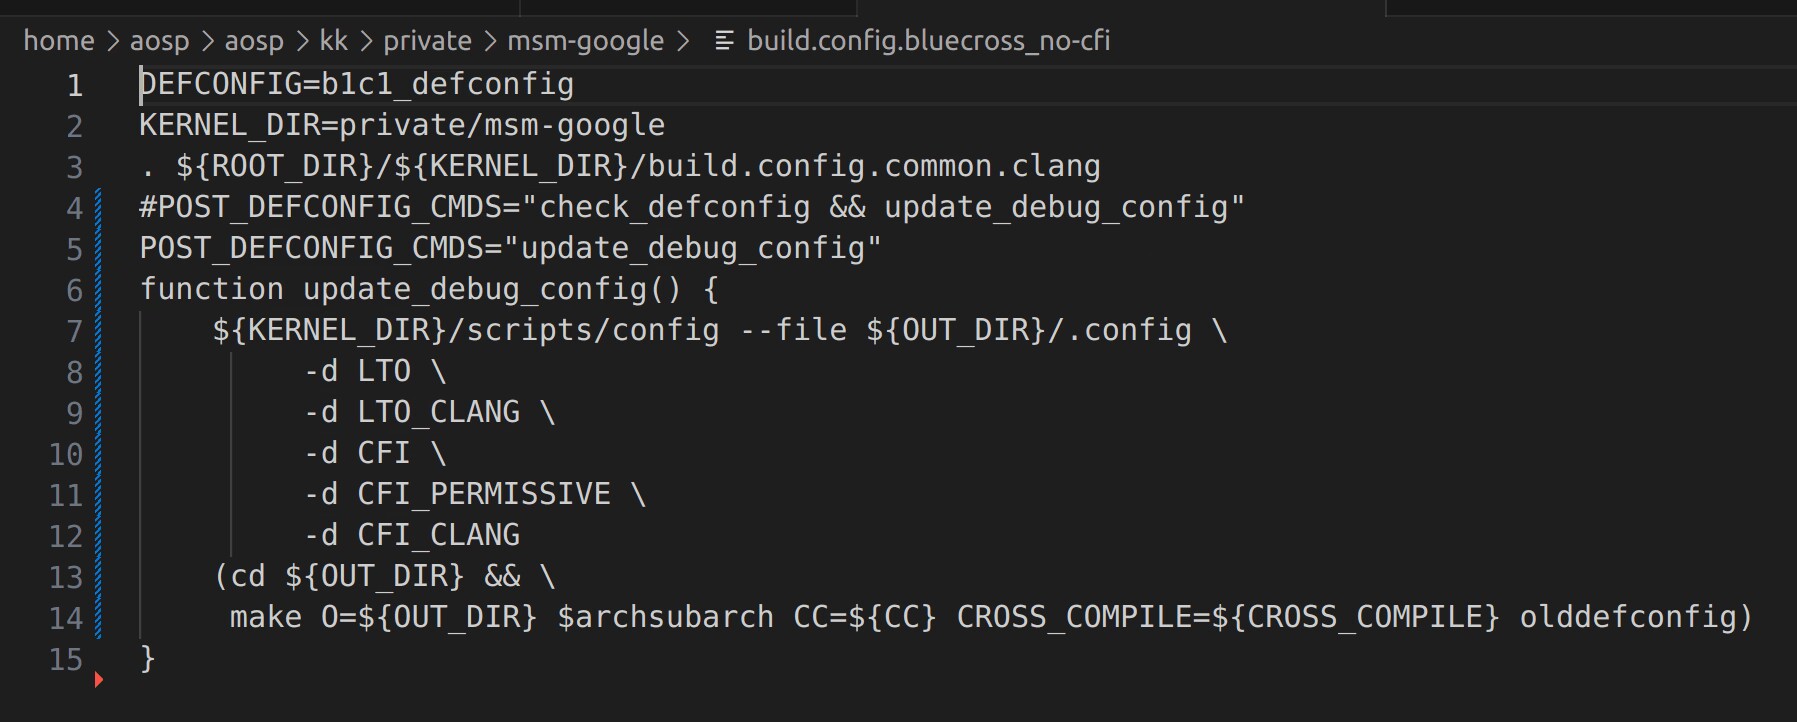 home > aosp > aosp > kk > private > msm-google > build.config.bluecross_no-cfi
1 DEFCONFIG=b1c1_defconfig
2 KERNEL_DIR=private/msm-google
3 . ${ROOT_DIR}/${KERNEL_DIR}/build.config.common.clang
4 #POST_DEFCONFIG_CMDS="check_defconfig && update_debug_config"
5 POST_DEFCONFIG_CMDS="update_debug_config"
6 function update_debug_config() {
7     ${KERNEL_DIR}/scripts/config --file ${OUT_DIR}/.config \
8          -d LTO \
9          -d LTO_CLANG \
10          -d CFI \
11          -d CFI_PERMISSIVE \
12          -d CFI_CLANG
13     (cd ${OUT_DIR} && \
14      make O=${OUT_DIR} $archsubarch CC=${CC} CROSS_COMPILE=${CROSS_COMPILE} olddefconfig)
15 }